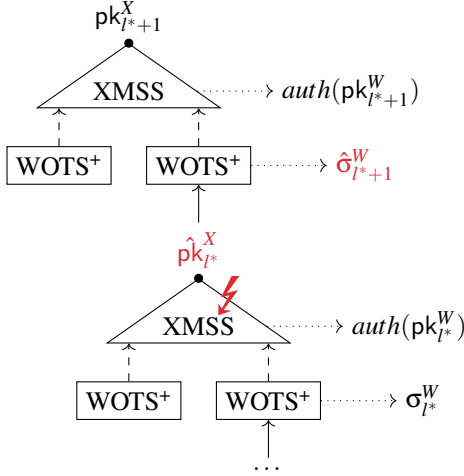 pk^X_{l*+1}
XMSS
auth(pk^W_{l*+1})
WOTS⁺ WOTS⁺ σ̂^W_{l*+1}
p̂k^X_{l*}
XMSS
auth(pk^W_{l*})
WOTS⁺ WOTS⁺ σ^W_{l*}
...